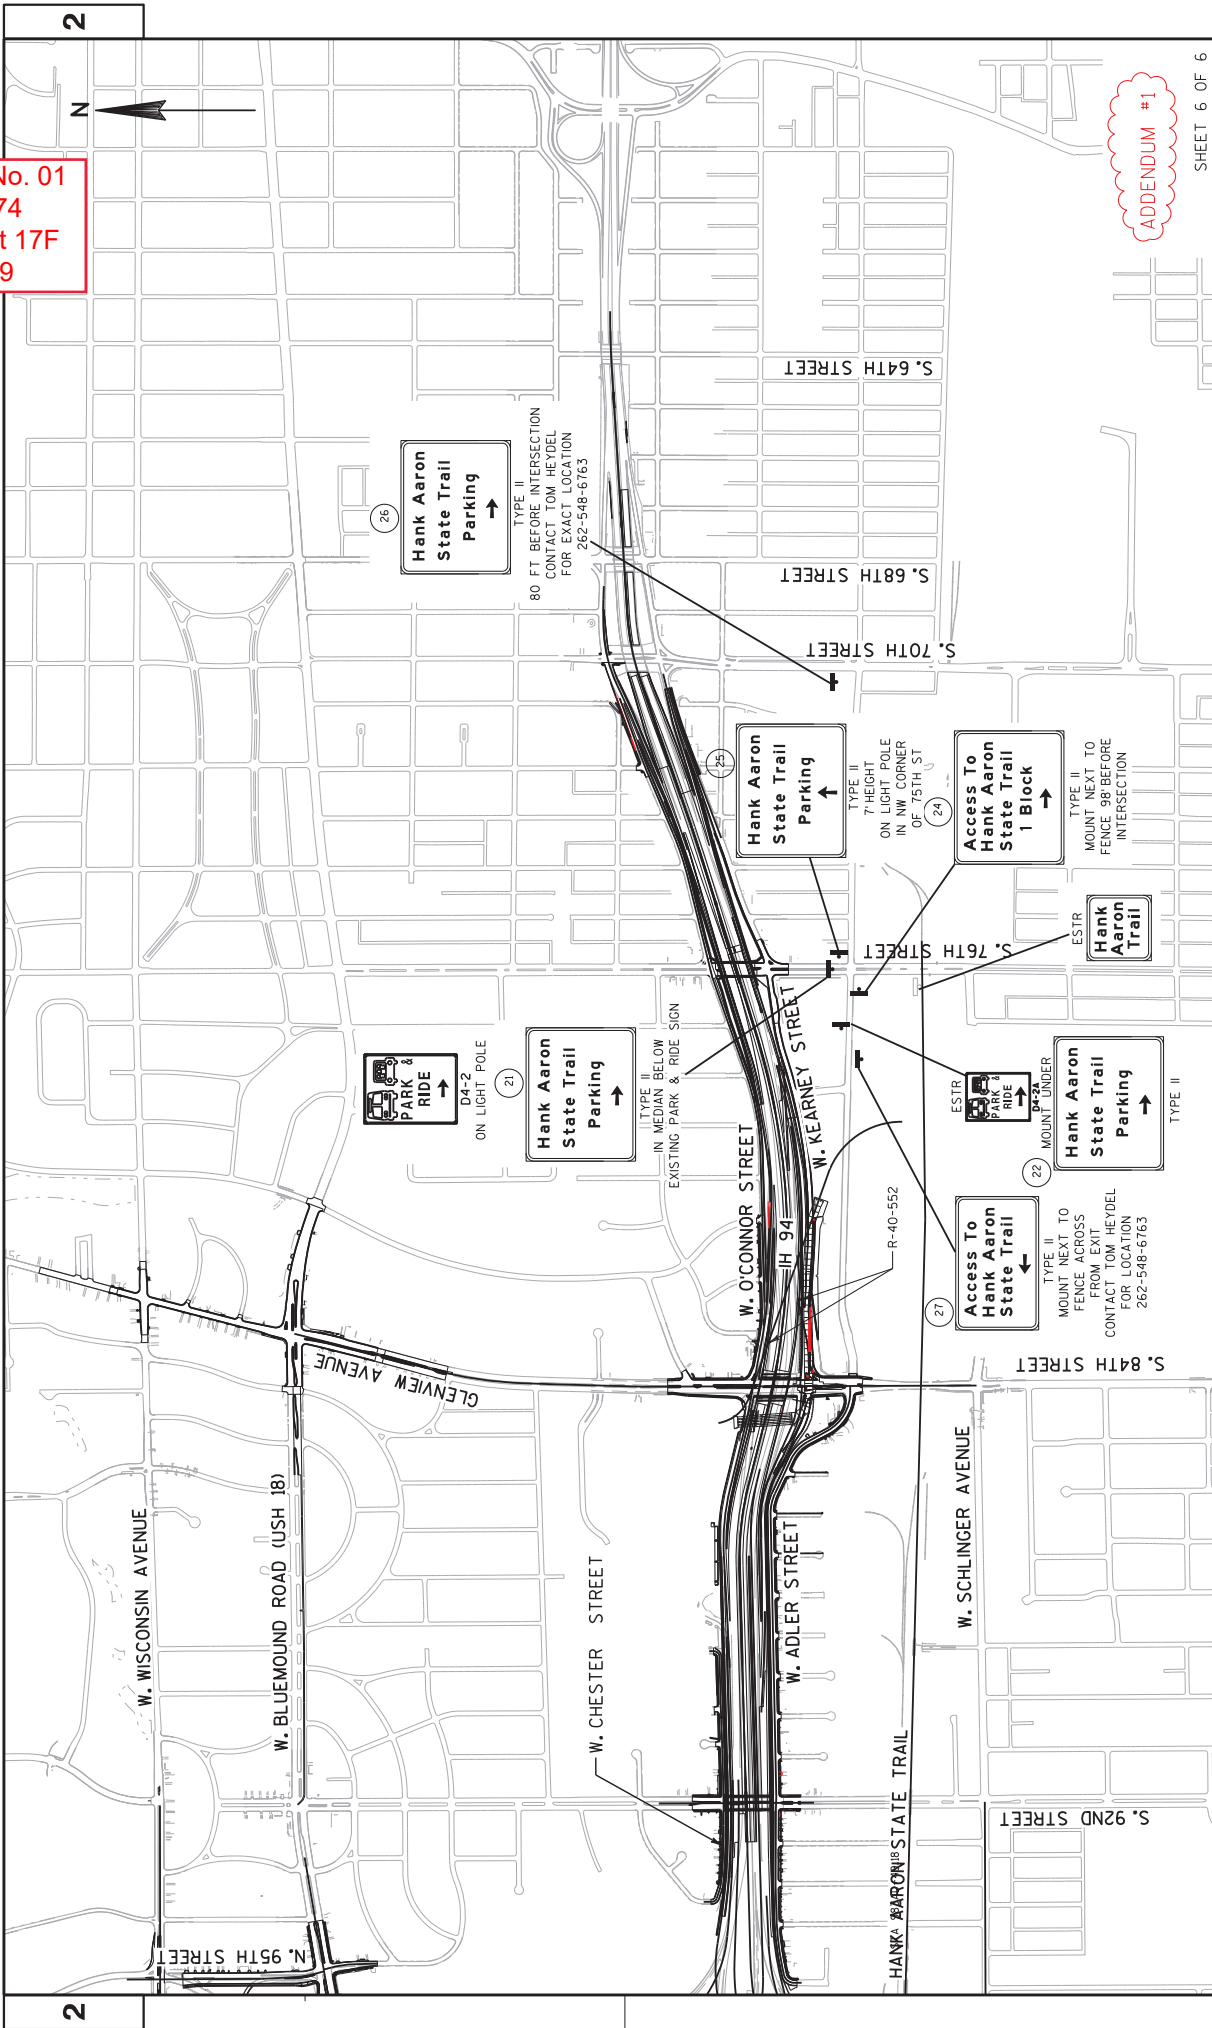 2
No. 01
74
t 17F
9
N
ADDENDUM #1
SHEET 6 OF 6
26
Hank Aaron
State Trail
Parking
→
TYPE II
80 FT BEFORE INTERSECTION
CONTACT TOM HEYDEL
FOR EXACT LOCATION
262-548-6763
S. 64TH STREET
S. 68TH STREET
S. 70TH STREET
25
Hank Aaron
State Trail
Parking
↑
TYPE II
7' HEIGHT
ON LIGHT POLE
IN NW CORNER
OF 75TH ST
24
Access To
Hank Aaron
State Trail
1 Block
→
TYPE II
MOUNT NEXT TO
FENCE 98' BEFORE
INTERSECTION
S. 76TH STREET
ESTR
Hank
Aaron
Trail
PARK &
RIDE
→
D4-2
ON LIGHT POLE
21
Hank Aaron
State Trail
Parking
→
TYPE II
IN MEDIAN BELOW
EXISTING PARK & RIDE SIGN
W. O'CONNOR STREET
IH 94
W. KEARNEY STREET
R-40-552
ESTR
PARK &
RIDE
→
D4-2A
MOUNT UNDER
22
Hank Aaron
State Trail
Parking
→
TYPE II
27
Access To
Hank Aaron
State Trail
←
TYPE II
MOUNT NEXT TO
FENCE ACROSS
FROM EXIT
CONTACT TOM HEYDEL
FOR LOCATION
262-548-6763
S. 84TH STREET
GLENVIEW AVENUE
W. WISCONSIN AVENUE
W. BLUEMOUND ROAD (USH 18)
W. CHESTER STREET
W. ADLER STREET
W. SCHLINGER AVENUE
HANK AARON STATE TRAIL
S. 92ND STREET
N. 95TH STREET
2